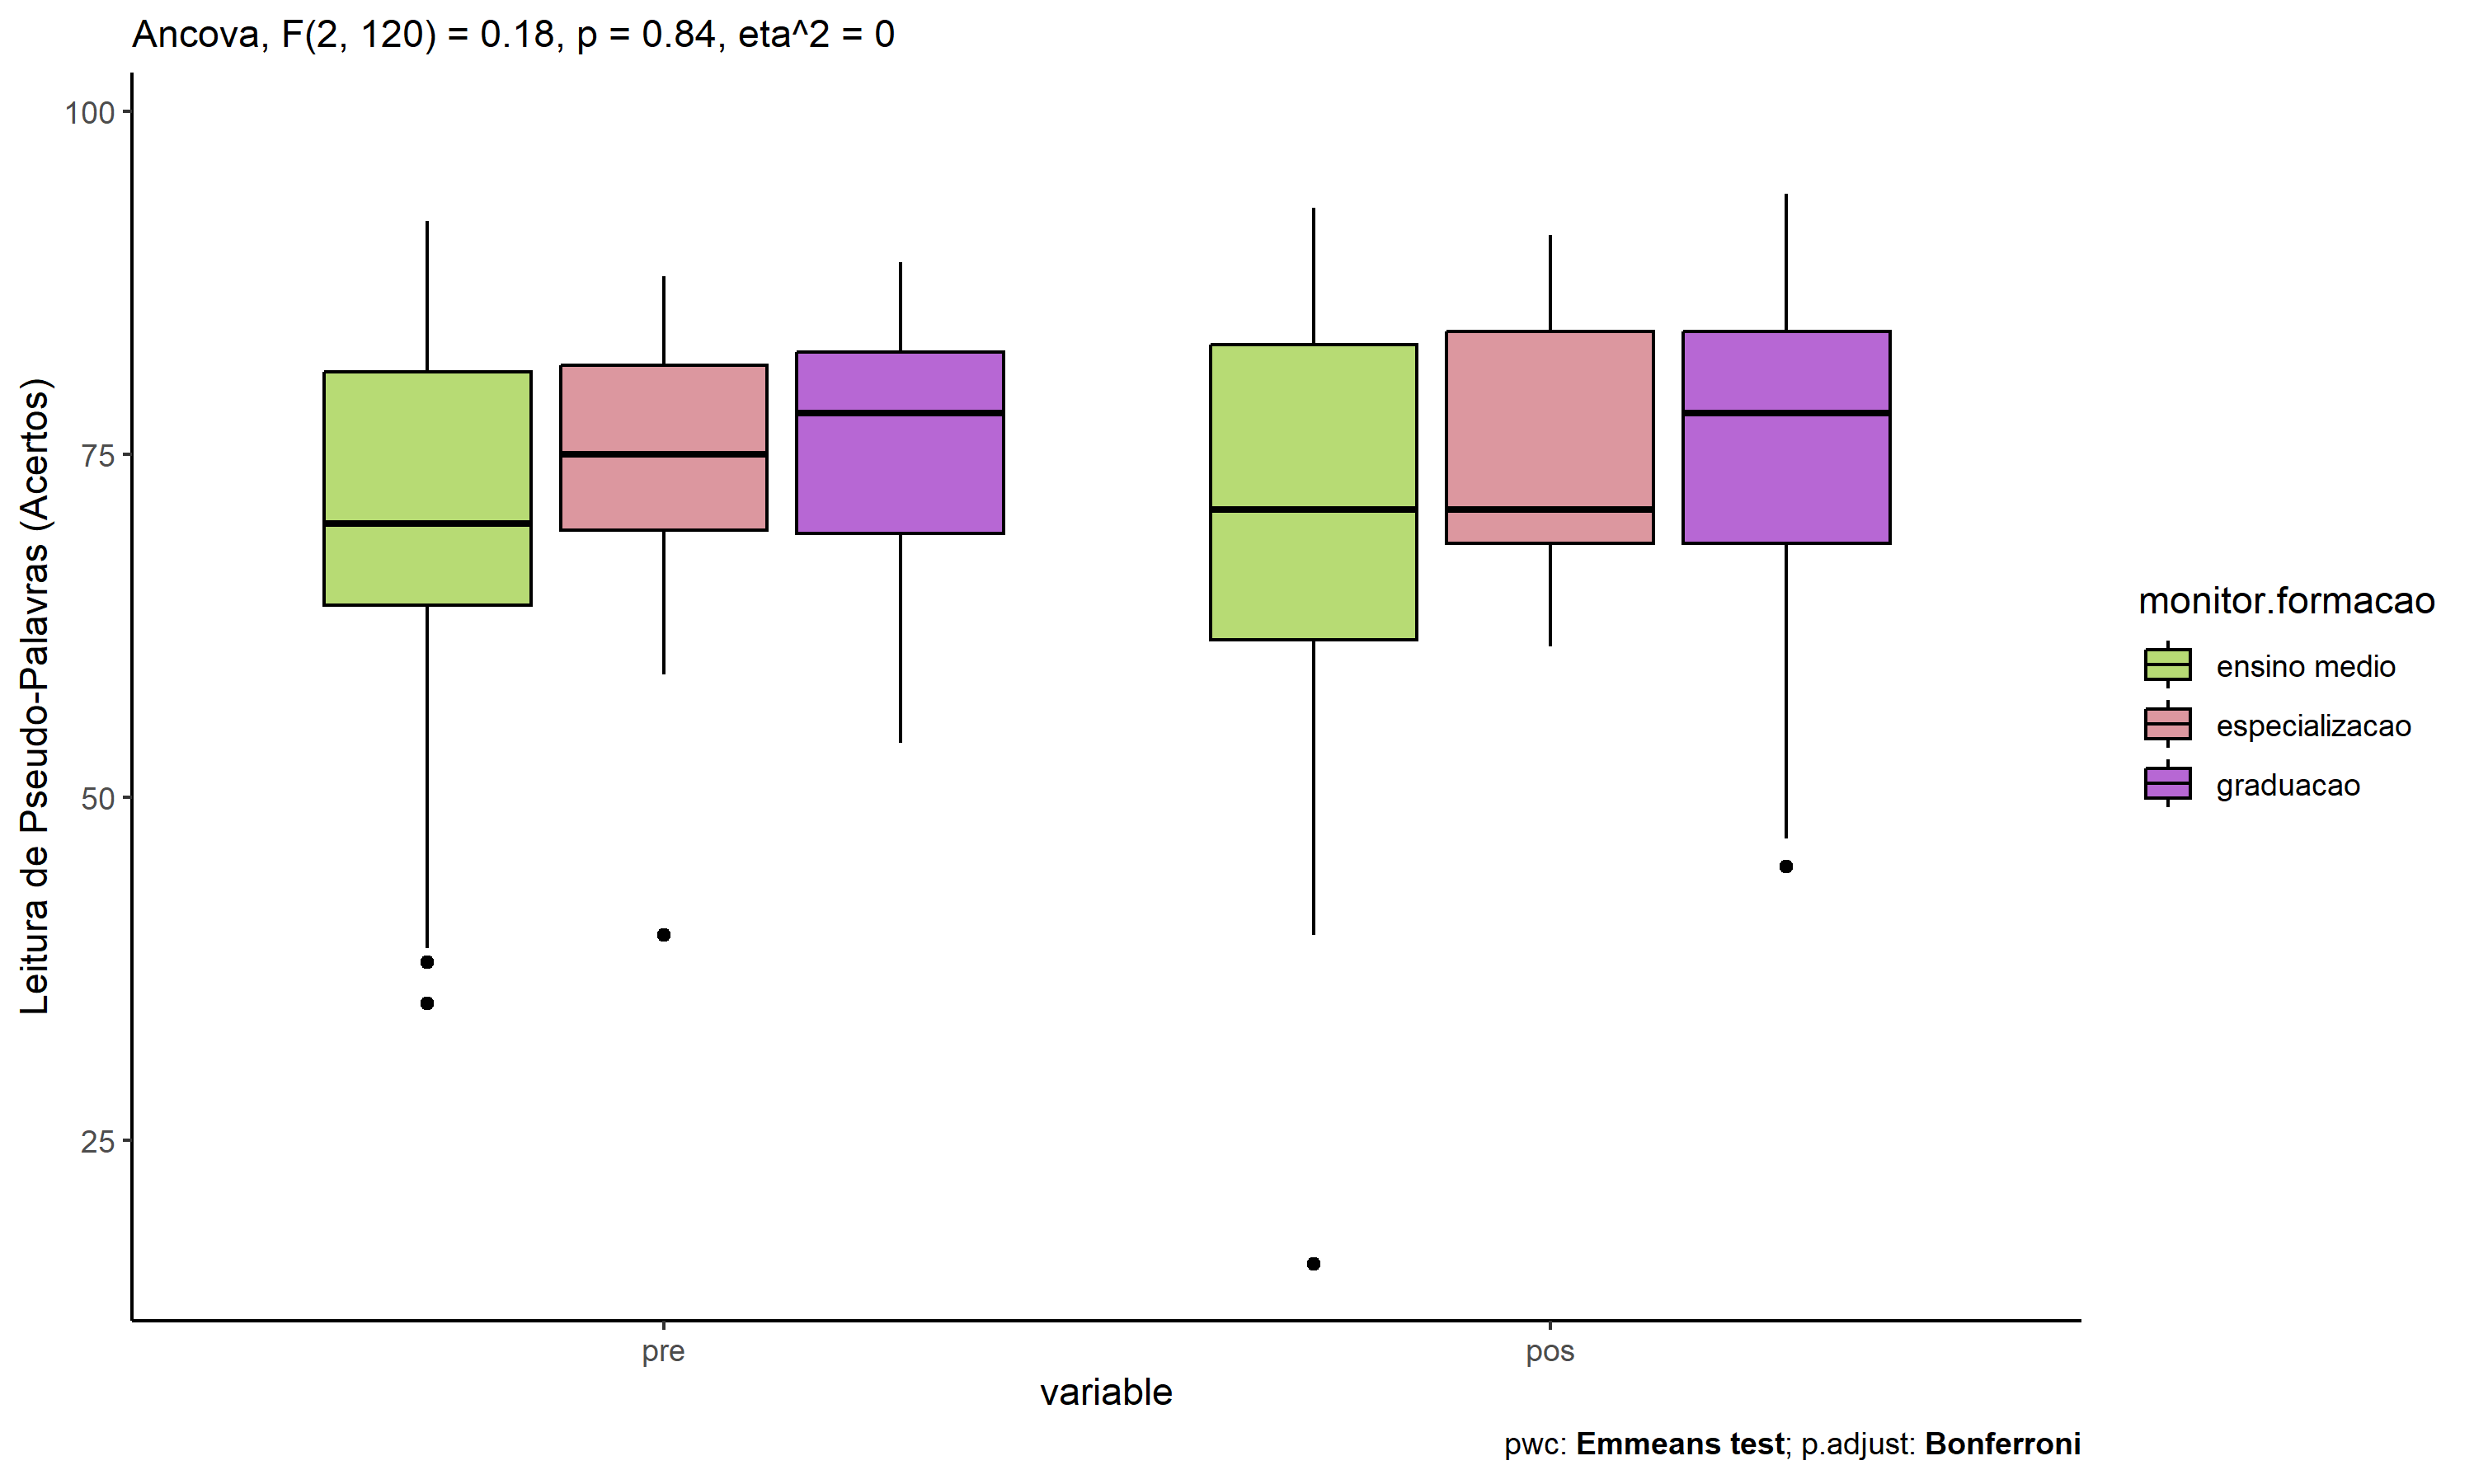 Ancova, F(2, 120) = 0.18, p = 0.84, eta^2 = 0
Leitura de Pseudo-Palavras (Acertos)
100
75
50
25
pre
pos
variable
monitor.formacao
ensino medio
especializacao
graduacao
pwc: Emmeans test; p.adjust: Bonferroni